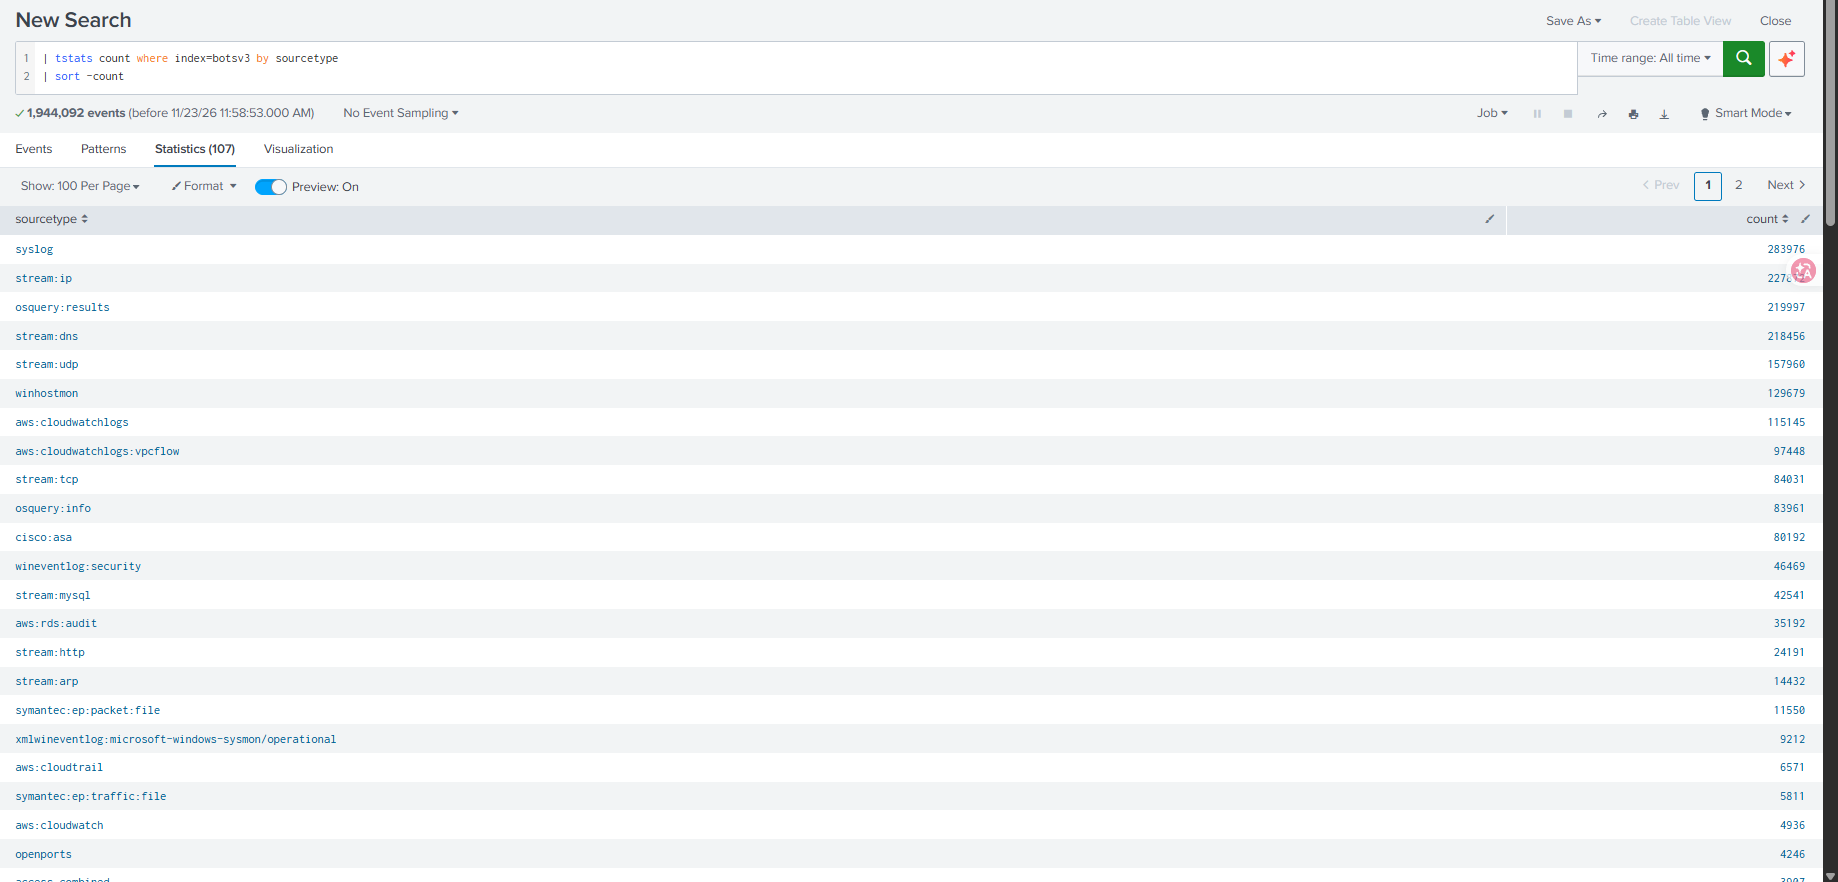 New Search
Save As
Create Table View
Close
1 | tstats count where index=botsv3 by sourcetype
2 | sort -count
Time range: All time
1,944,092 events (before 11/23/26 11:58:53.000 AM)
No Event Sampling
Job
Smart Mode
Events
Patterns
Statistics (107)
Visualization
Show: 100 Per Page
Format
Preview: On
Prev
1
2
Next
sourcetype count
syslog 283976
stream:ip
osquery:results 219997
stream:dns 218456
stream:udp 157960
winhostmon 129679
aws:cloudwatchlogs 115145
aws:cloudwatchlogs:vpcflow 97448
stream:tcp 84031
osquery:info 83961
cisco:asa 80192
wineventlog:security 46469
stream:mysql 42541
aws:rds:audit 35192
stream:http 24191
stream:arp 14432
symantec:ep:packet:file 11550
xmlwineventlog:microsoft-windows-sysmon/operational 9212
aws:cloudtrail 6571
symantec:ep:traffic:file 5811
aws:cloudwatch 4936
openports 4246